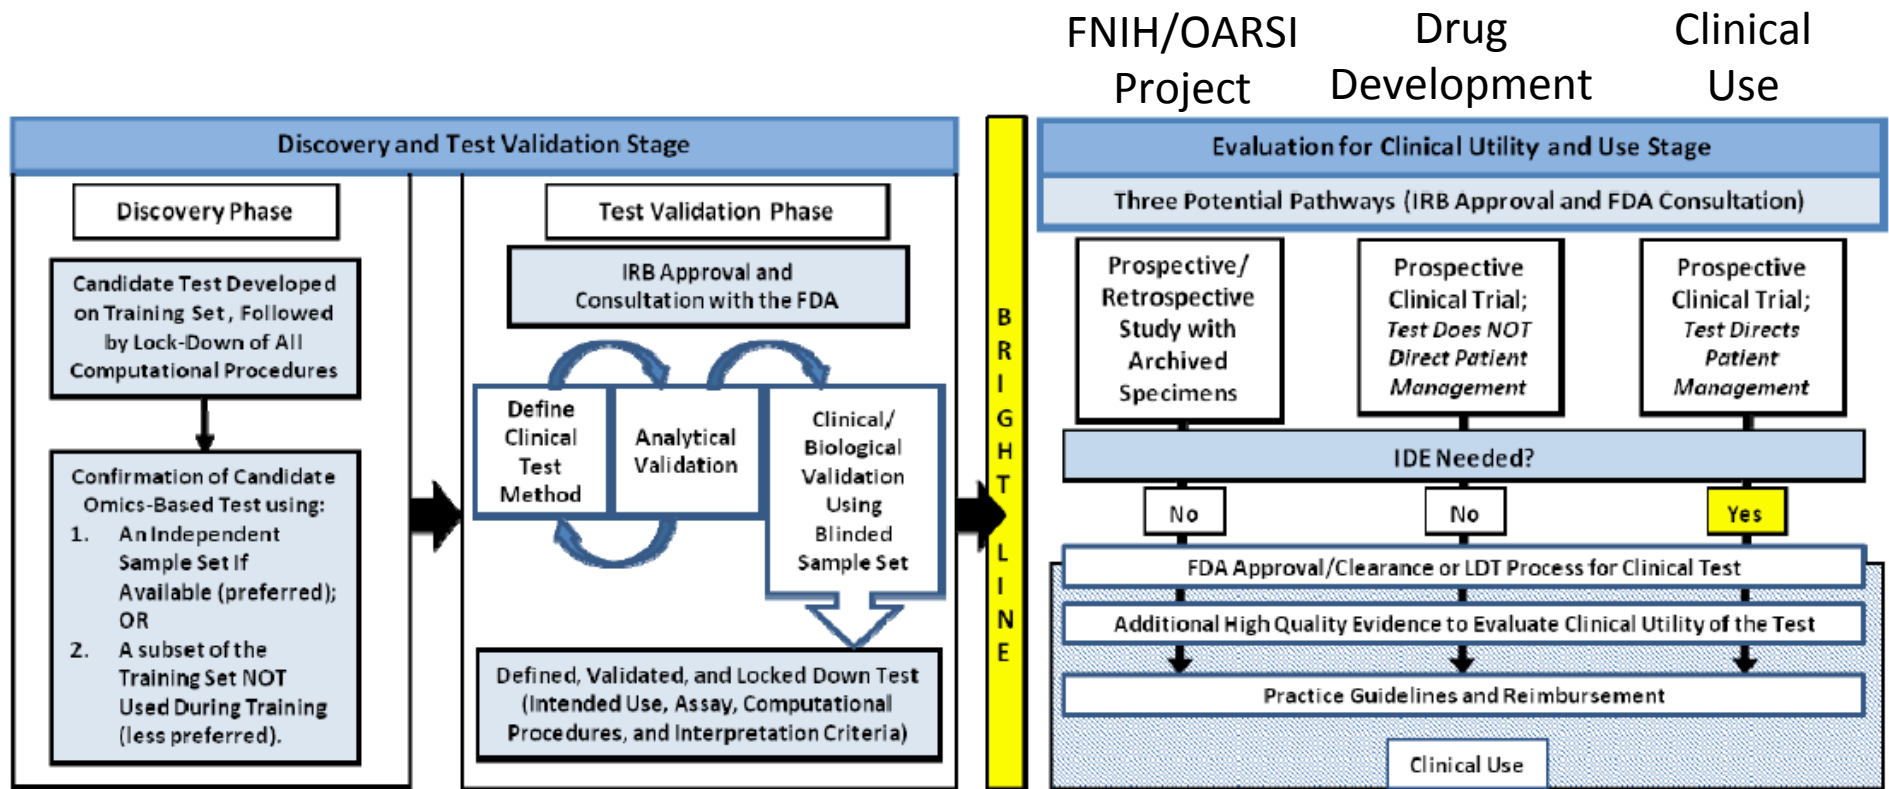 FNIH/OARSI
Project
Drug
Development
Clinical
Use
Discovery and Test Validation Stage
Discovery Phase
Candidate Test Developed
on Training Set, Followed
by Lock-Down of All
Computational Procedures
Confirmation of Candidate
Omics-Based Test using:
1. An Independent
Sample Set If
Available (preferred);
OR
2. A subset of the
Training Set NOT
Used During Training
(less preferred).
Test Validation Phase
IRB Approval and
Consultation with the FDA
Define
Clinical
Test
Method
Analytical
Validation
Clinical/
Biological
Validation
Using
Blinded
Sample Set
Defined, Validated, and Locked Down Test
(Intended Use, Assay, Computational
Procedures, and Interpretation Criteria)
BRIGHT LINE
Evaluation for Clinical Utility and Use Stage
Three Potential Pathways (IRB Approval and FDA Consultation)
Prospective/
Retrospective
Study with
Archived
Specimens
Prospective
Clinical Trial;
Test Does NOT
Direct Patient
Management
Prospective
Clinical Trial;
Test Directs
Patient
Management
IDE Needed?
No
No
Yes
FDA Approval/Clearance or LDT Process for Clinical Test
Additional High Quality Evidence to Evaluate Clinical Utility of the Test
Practice Guidelines and Reimbursement
Clinical Use